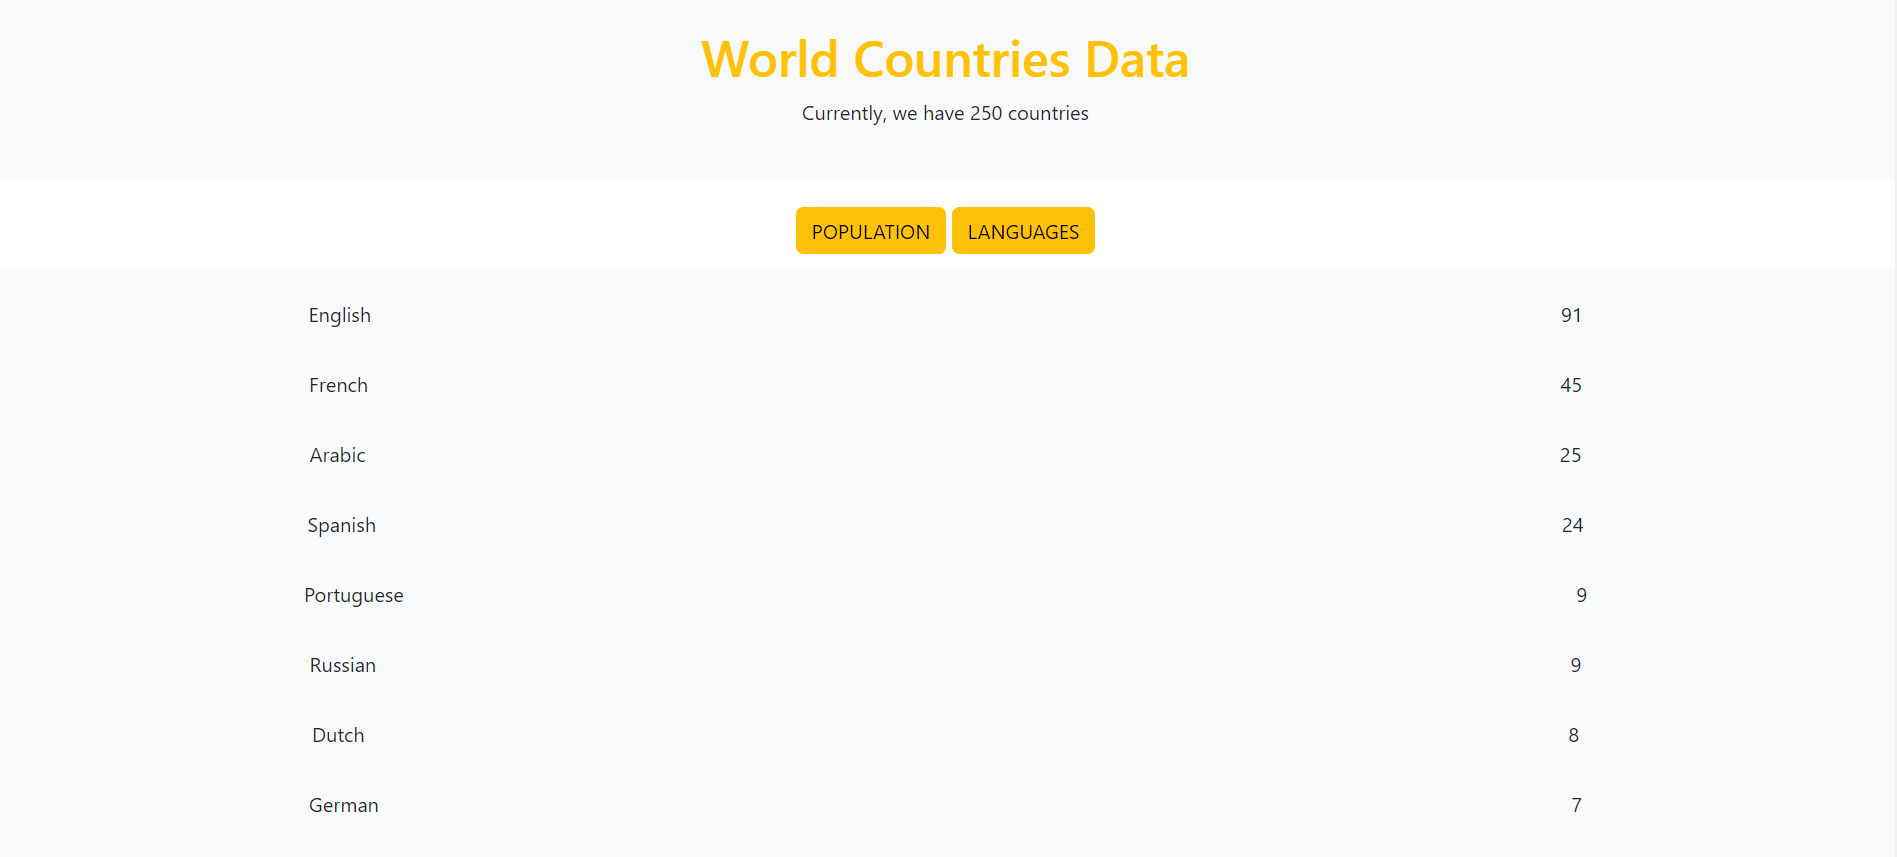 World Countries Data
Currently, we have 250 countries
POPULATION LANGUAGES
English 91
French 45
Arabic 25
Spanish 24
Portuguese 9
Russian 9
Dutch 8
German 7